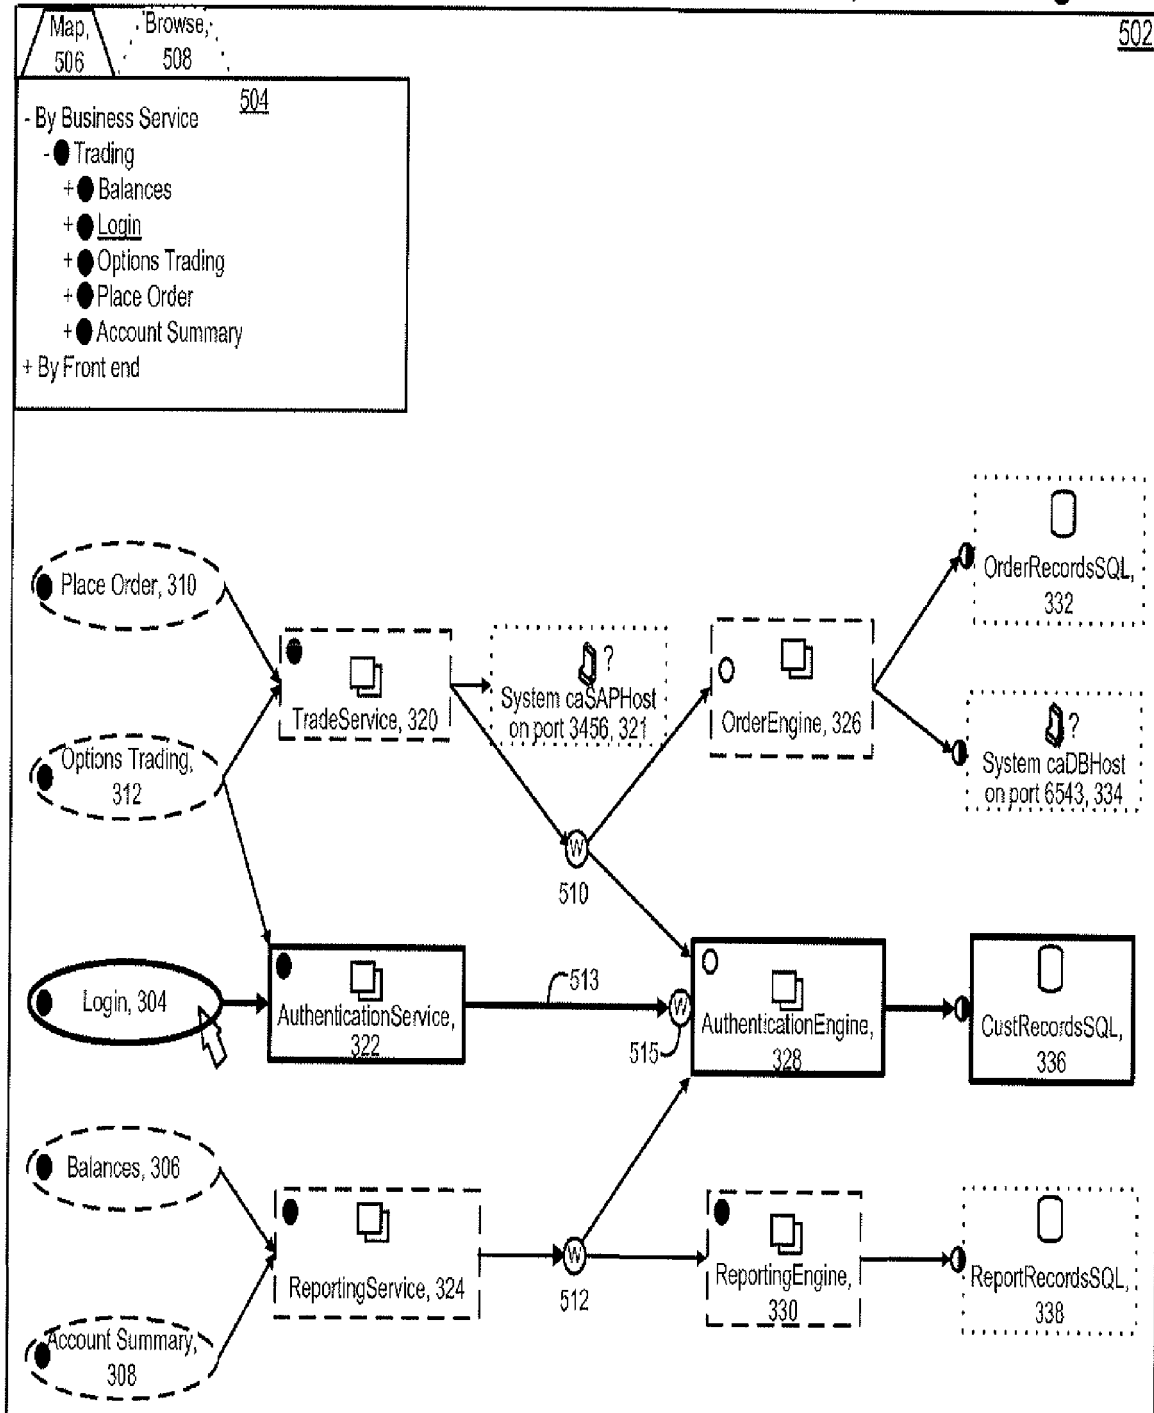 502
Map,
506
Browse,
508
504
- By Business Service
- Trading
+ Balances
+ Login
+ Options Trading
+ Place Order
+ Account Summary
+ By Front end
OrderRecordsSQL,
332
Place Order, 310
TradeService, 320
?
System caSAPHost
on port 3456, 321
OrderEngine, 326
?
System caDBHost
on port 6543, 334
Options Trading,
312
W
510
Login, 304
AuthenticationService,
322
513
W
515
AuthenticationEngine,
328
CustRecordsSQL,
336
Balances, 306
ReportingService, 324
W
512
ReportingEngine,
330
ReportRecordsSQL,
338
Account Summary,
308